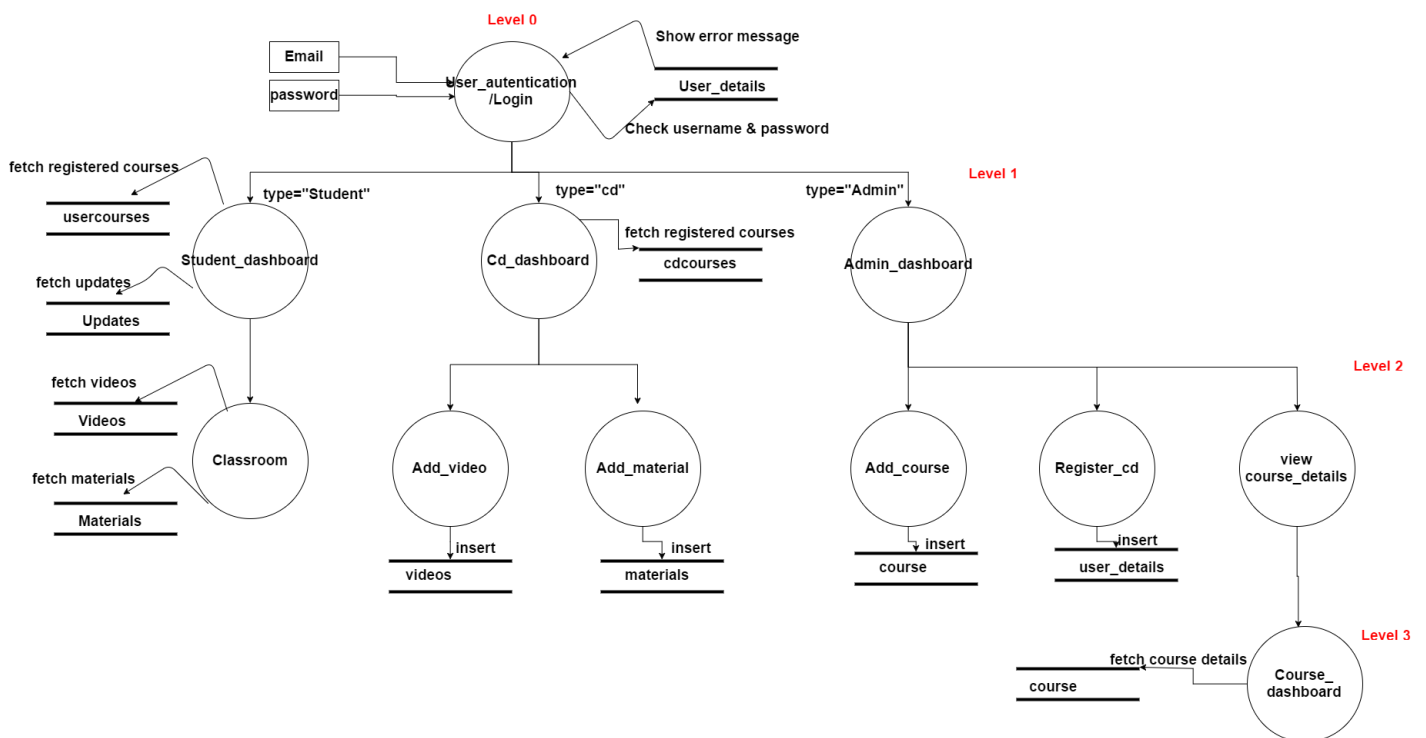 Level 0
Show error message
Email
User_autentication
/Login
User_details
password
Check username & password
fetch registered courses
Level 1
type="Student"
type="cd"
type="Admin"
usercourses
fetch registered courses
Student_dashboard
Cd_dashboard
cdcourses
Admin_dashboard
fetch updates
Updates
Level 2
fetch videos
Videos
Classroom
Add_video
Add_material
Add_course
Register_cd
view
course_details
fetch materials
Materials
insert
insert
insert
insert
videos
materials
course
user_details
Level 3
fetch course details
course
Course_
dashboard